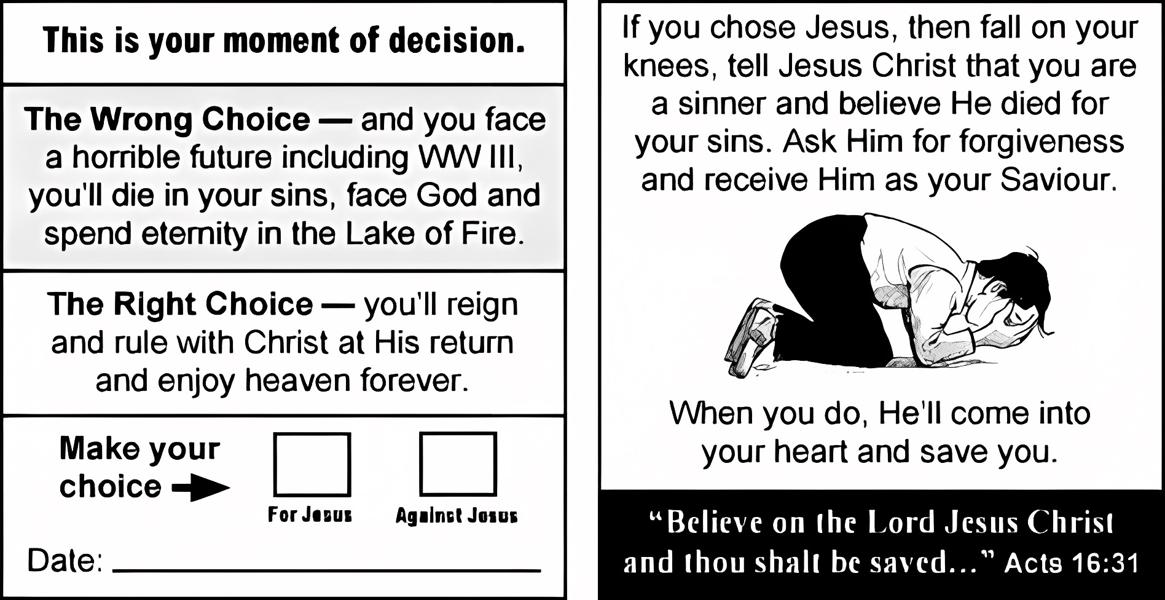 This is your moment of decision.
The Wrong Choice — and you face
a horrible future including WW III,
you'll die in your sins, face God and
spend eternity in the Lake of Fire.
The Right Choice — you'll reign
and rule with Christ at His return
and enjoy heaven forever.
Make your
choice
For Jesus
Against Jesus
Date:
If you chose Jesus, then fall on your
knees, tell Jesus Christ that you are
a sinner and believe He died for
your sins. Ask Him for forgiveness
and receive Him as your Saviour.
When you do, He'll come into
your heart and save you.
“Believe on the Lord Jesus Christ
and thou shalt be saved...” Acts 16:31